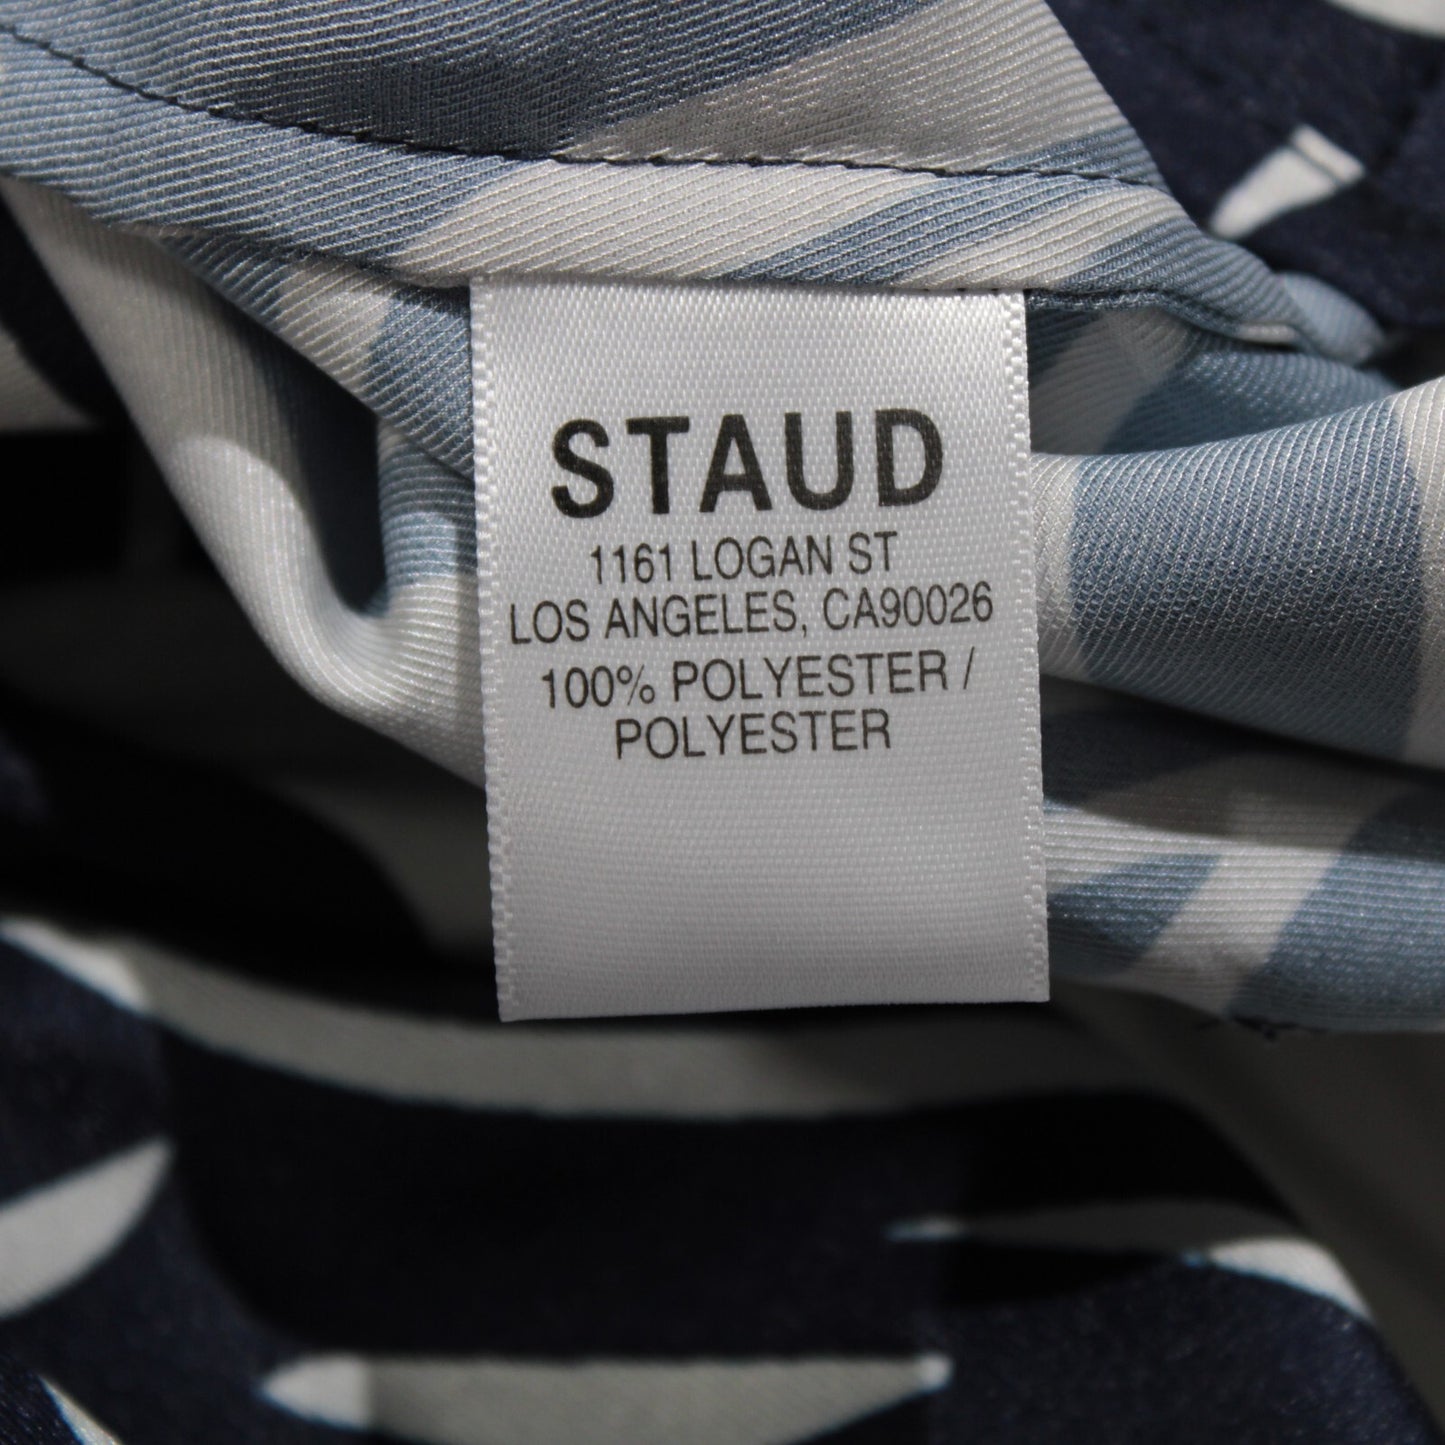 STAUD
1161 LOGAN ST
LOS ANGELES, CA90026
100% POLYESTER /
POLYESTER